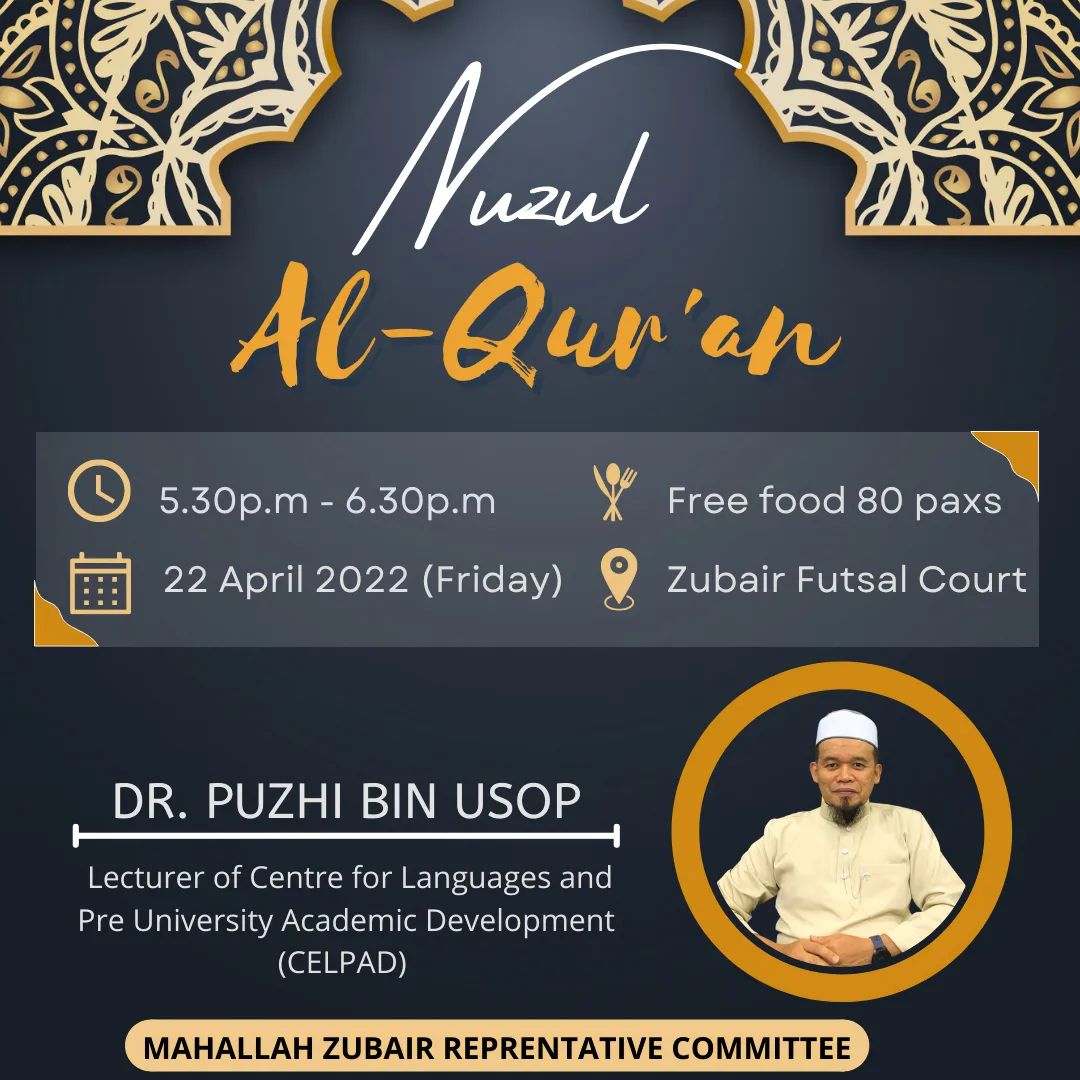 Nuzul
Al-Qur'an
5.30p.m - 6.30p.m
Free food 80 paxs
22 April 2022 (Friday)
Zubair Futsal Court
DR. PUZHI BIN USOP
Lecturer of Centre for Languages and
Pre University Academic Development
(CELPAD)
MAHALLAH ZUBAIR REPRENTATIVE COMMITTEE